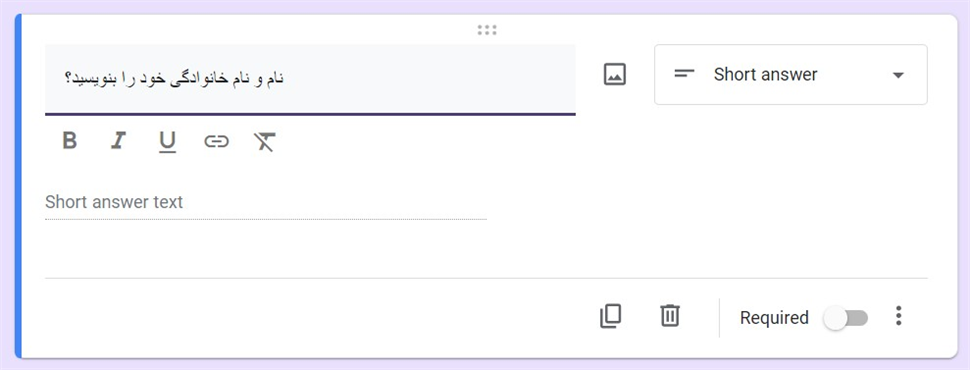 نام و نام خانوادگی خود را بنویسید؟
Short answer
B I U
Short answer text
Required